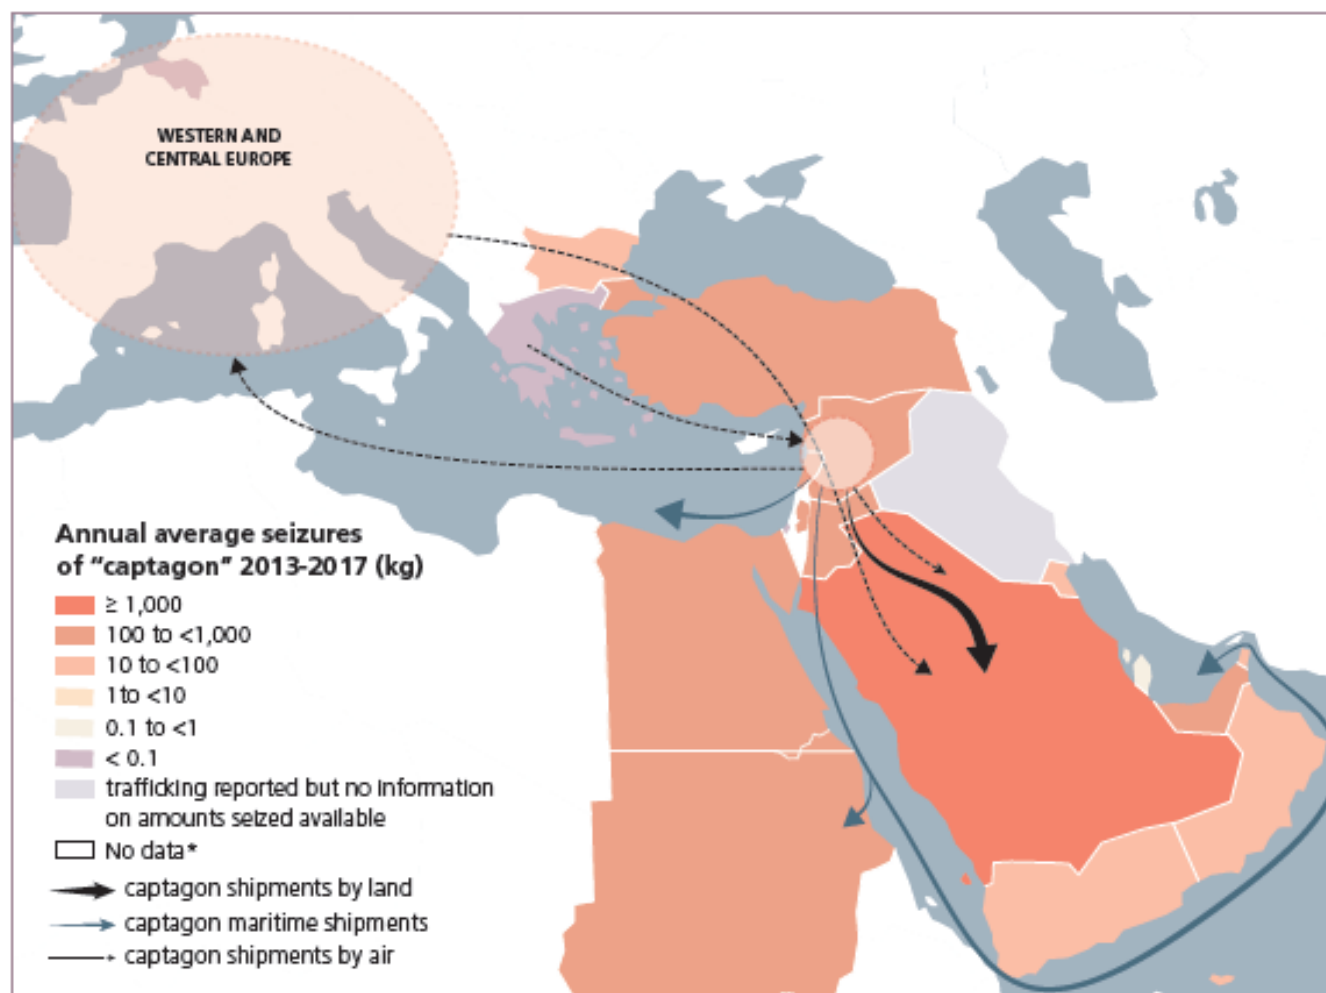 WESTERN AND
CENTRAL EUROPE
Annual average seizures
of “captagon” 2013-2017 (kg)
≥ 1,000
100 to <1,000
10 to <100
1to <10
0.1 to <1
< 0.1
trafficking reported but no information
on amounts seized available
No data*
captagon shipments by land
captagon maritime shipments
captagon shipments by air